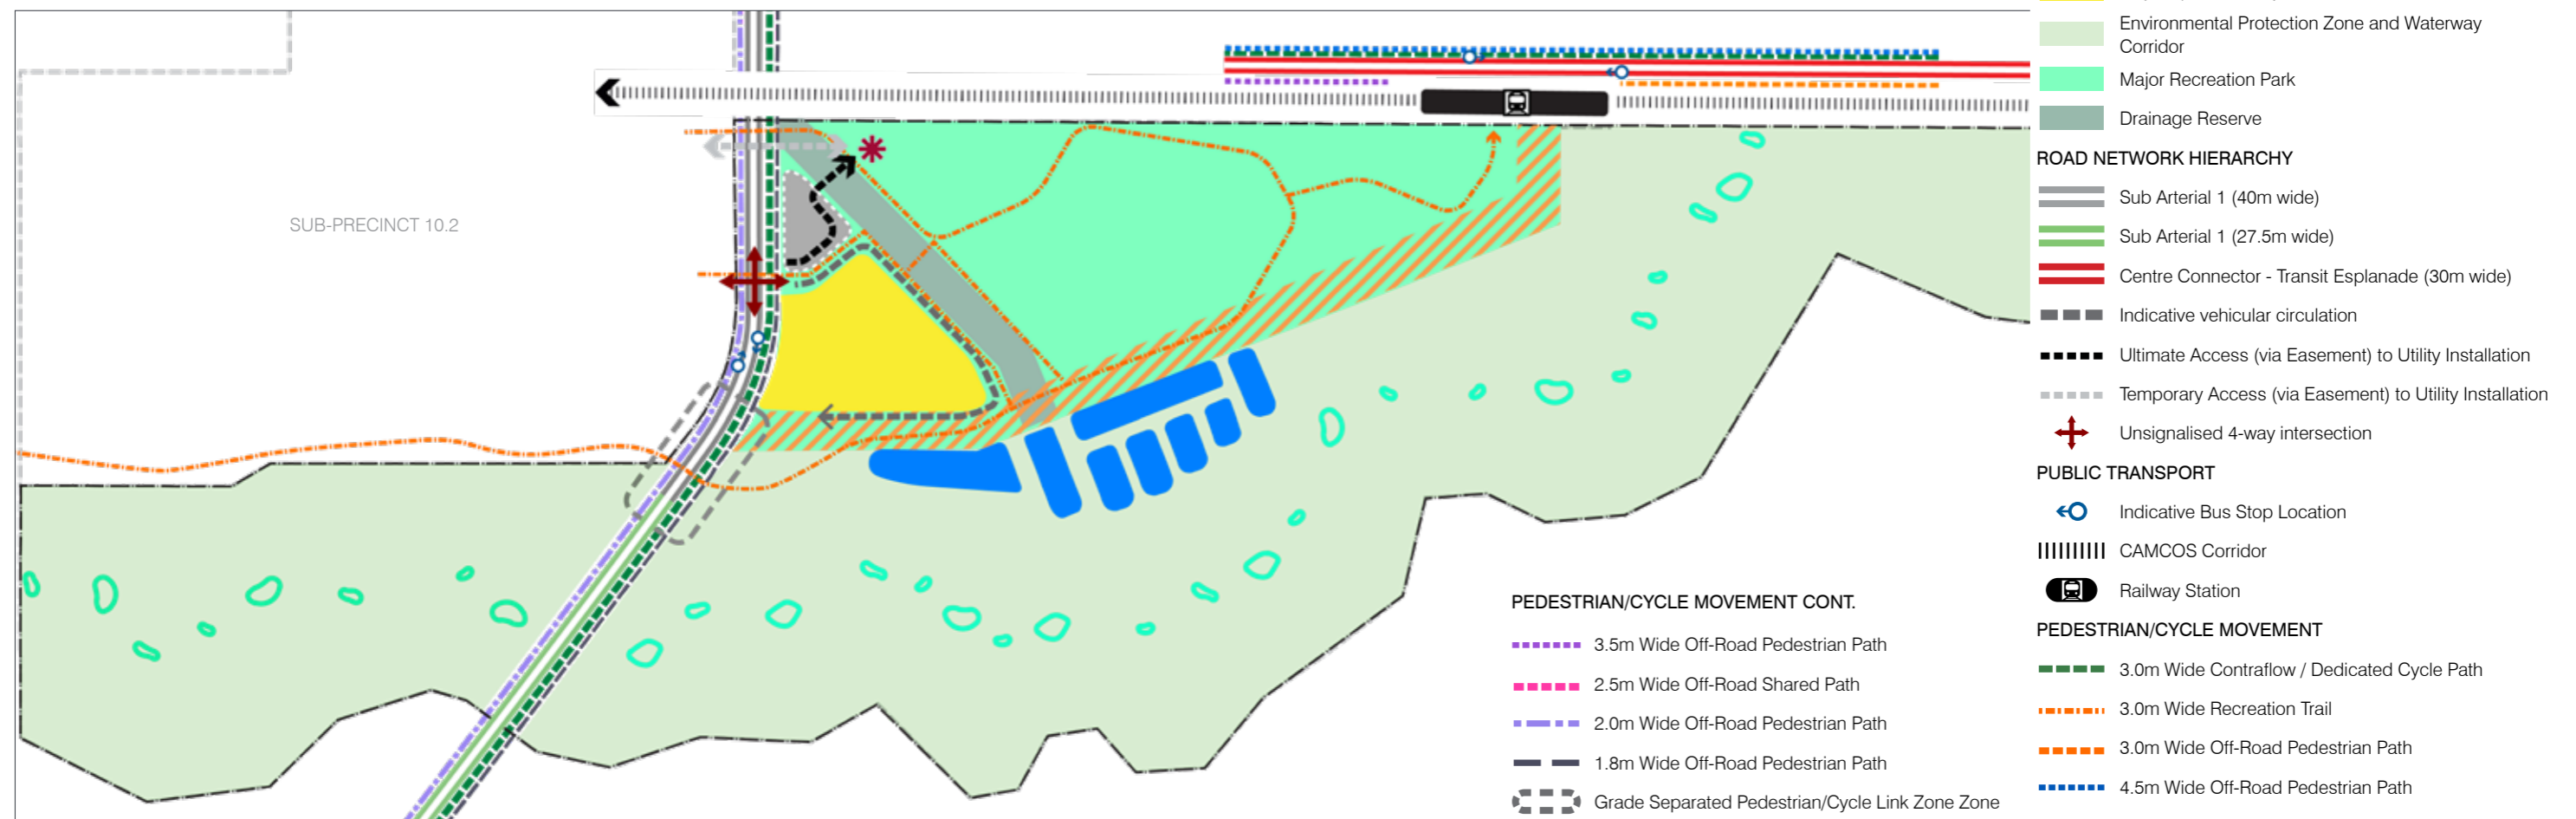 SUB-PRECINCT 10.2
PEDESTRIAN/CYCLE MOVEMENT CONT.
3.5m Wide Off-Road Pedestrian Path
2.5m Wide Off-Road Shared Path
2.0m Wide Off-Road Pedestrian Path
1.8m Wide Off-Road Pedestrian Path
Grade Separated Pedestrian/Cycle Link Zone Zone
Environmental Protection Zone and Waterway
Corridor
Major Recreation Park
Drainage Reserve
ROAD NETWORK HIERARCHY
Sub Arterial 1 (40m wide)
Sub Arterial 1 (27.5m wide)
Centre Connector - Transit Esplanade (30m wide)
Indicative vehicular circulation
Ultimate Access (via Easement) to Utility Installation
Temporary Access (via Easement) to Utility Installation
Unsignalised 4-way intersection
PUBLIC TRANSPORT
Indicative Bus Stop Location
CAMCOS Corridor
Railway Station
PEDESTRIAN/CYCLE MOVEMENT
3.0m Wide Contraflow / Dedicated Cycle Path
3.0m Wide Recreation Trail
3.0m Wide Off-Road Pedestrian Path
4.5m Wide Off-Road Pedestrian Path